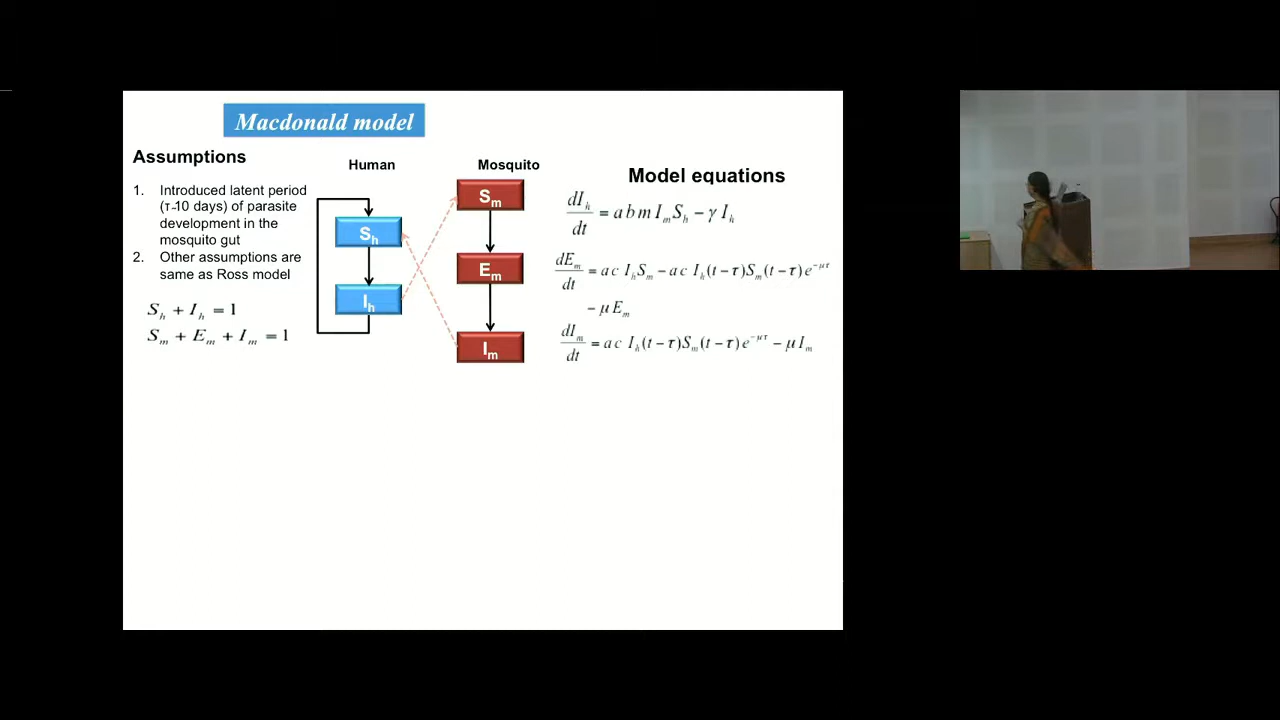 Macdonald model
Assumptions
1. Introduced latent period
(τ-10 days) of parasite
development in the
mosquito gut
2. Other assumptions are
same as Ross model
S_h + I_h = 1
S_m + E_m + I_m = 1
Human
S_h
I_h
Mosquito
S_m
E_m
I_m
Model equations
dI_h/dt = a b m I_m S_h − γ I_h
dE_m/dt = a c I_h S_m − a c I_h(t − τ) S_m(t − τ) e^{−μτ}
− μ E_m
dI_m/dt = a c I_h(t − τ) S_m(t − τ) e^{−μτ} − μ I_m